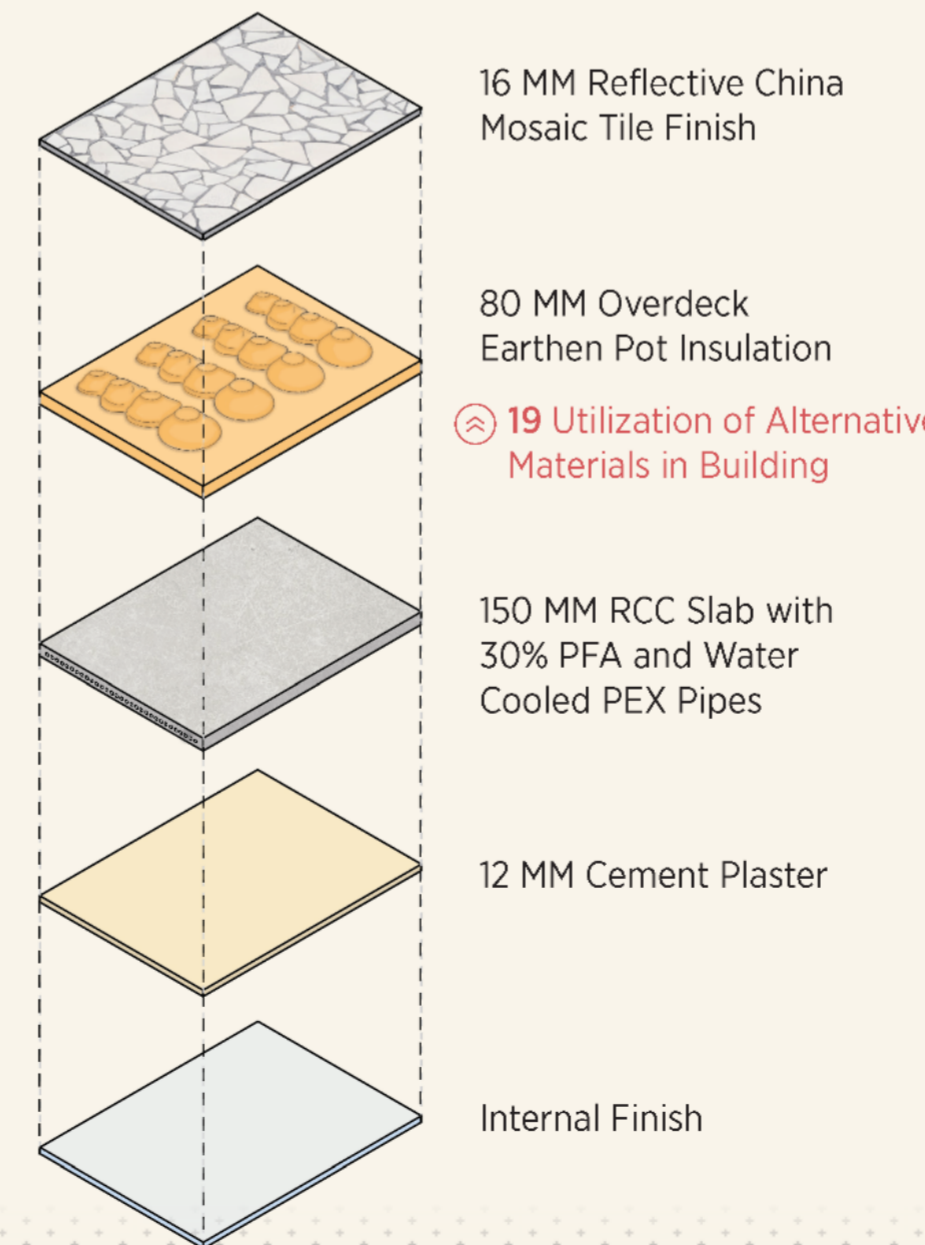 16 MM Reflective China
Mosaic Tile Finish
80 MM Overdeck
Earthen Pot Insulation
19 Utilization of Alternative
Materials in Building
150 MM RCC Slab with
30% PFA and Water
Cooled PEX Pipes
12 MM Cement Plaster
Internal Finish